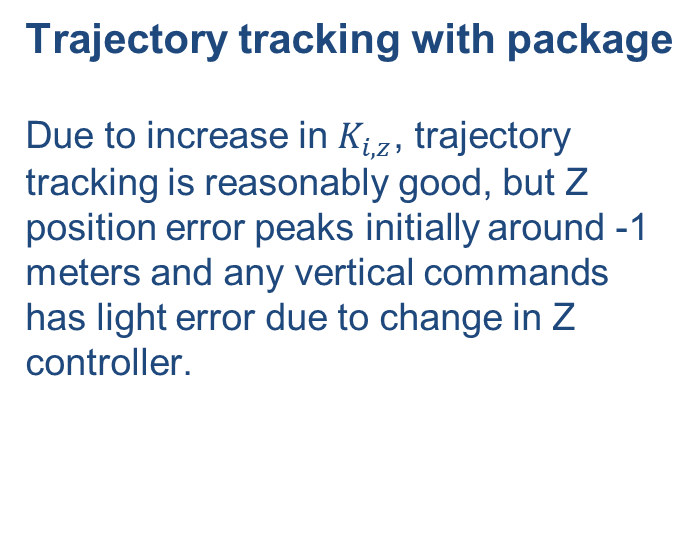 Trajectory tracking with package
Due to increase in $K_{i,z}$, trajectory
tracking is reasonably good, but Z
position error peaks initially around -1
meters and any vertical commands
has light error due to change in Z
controller.